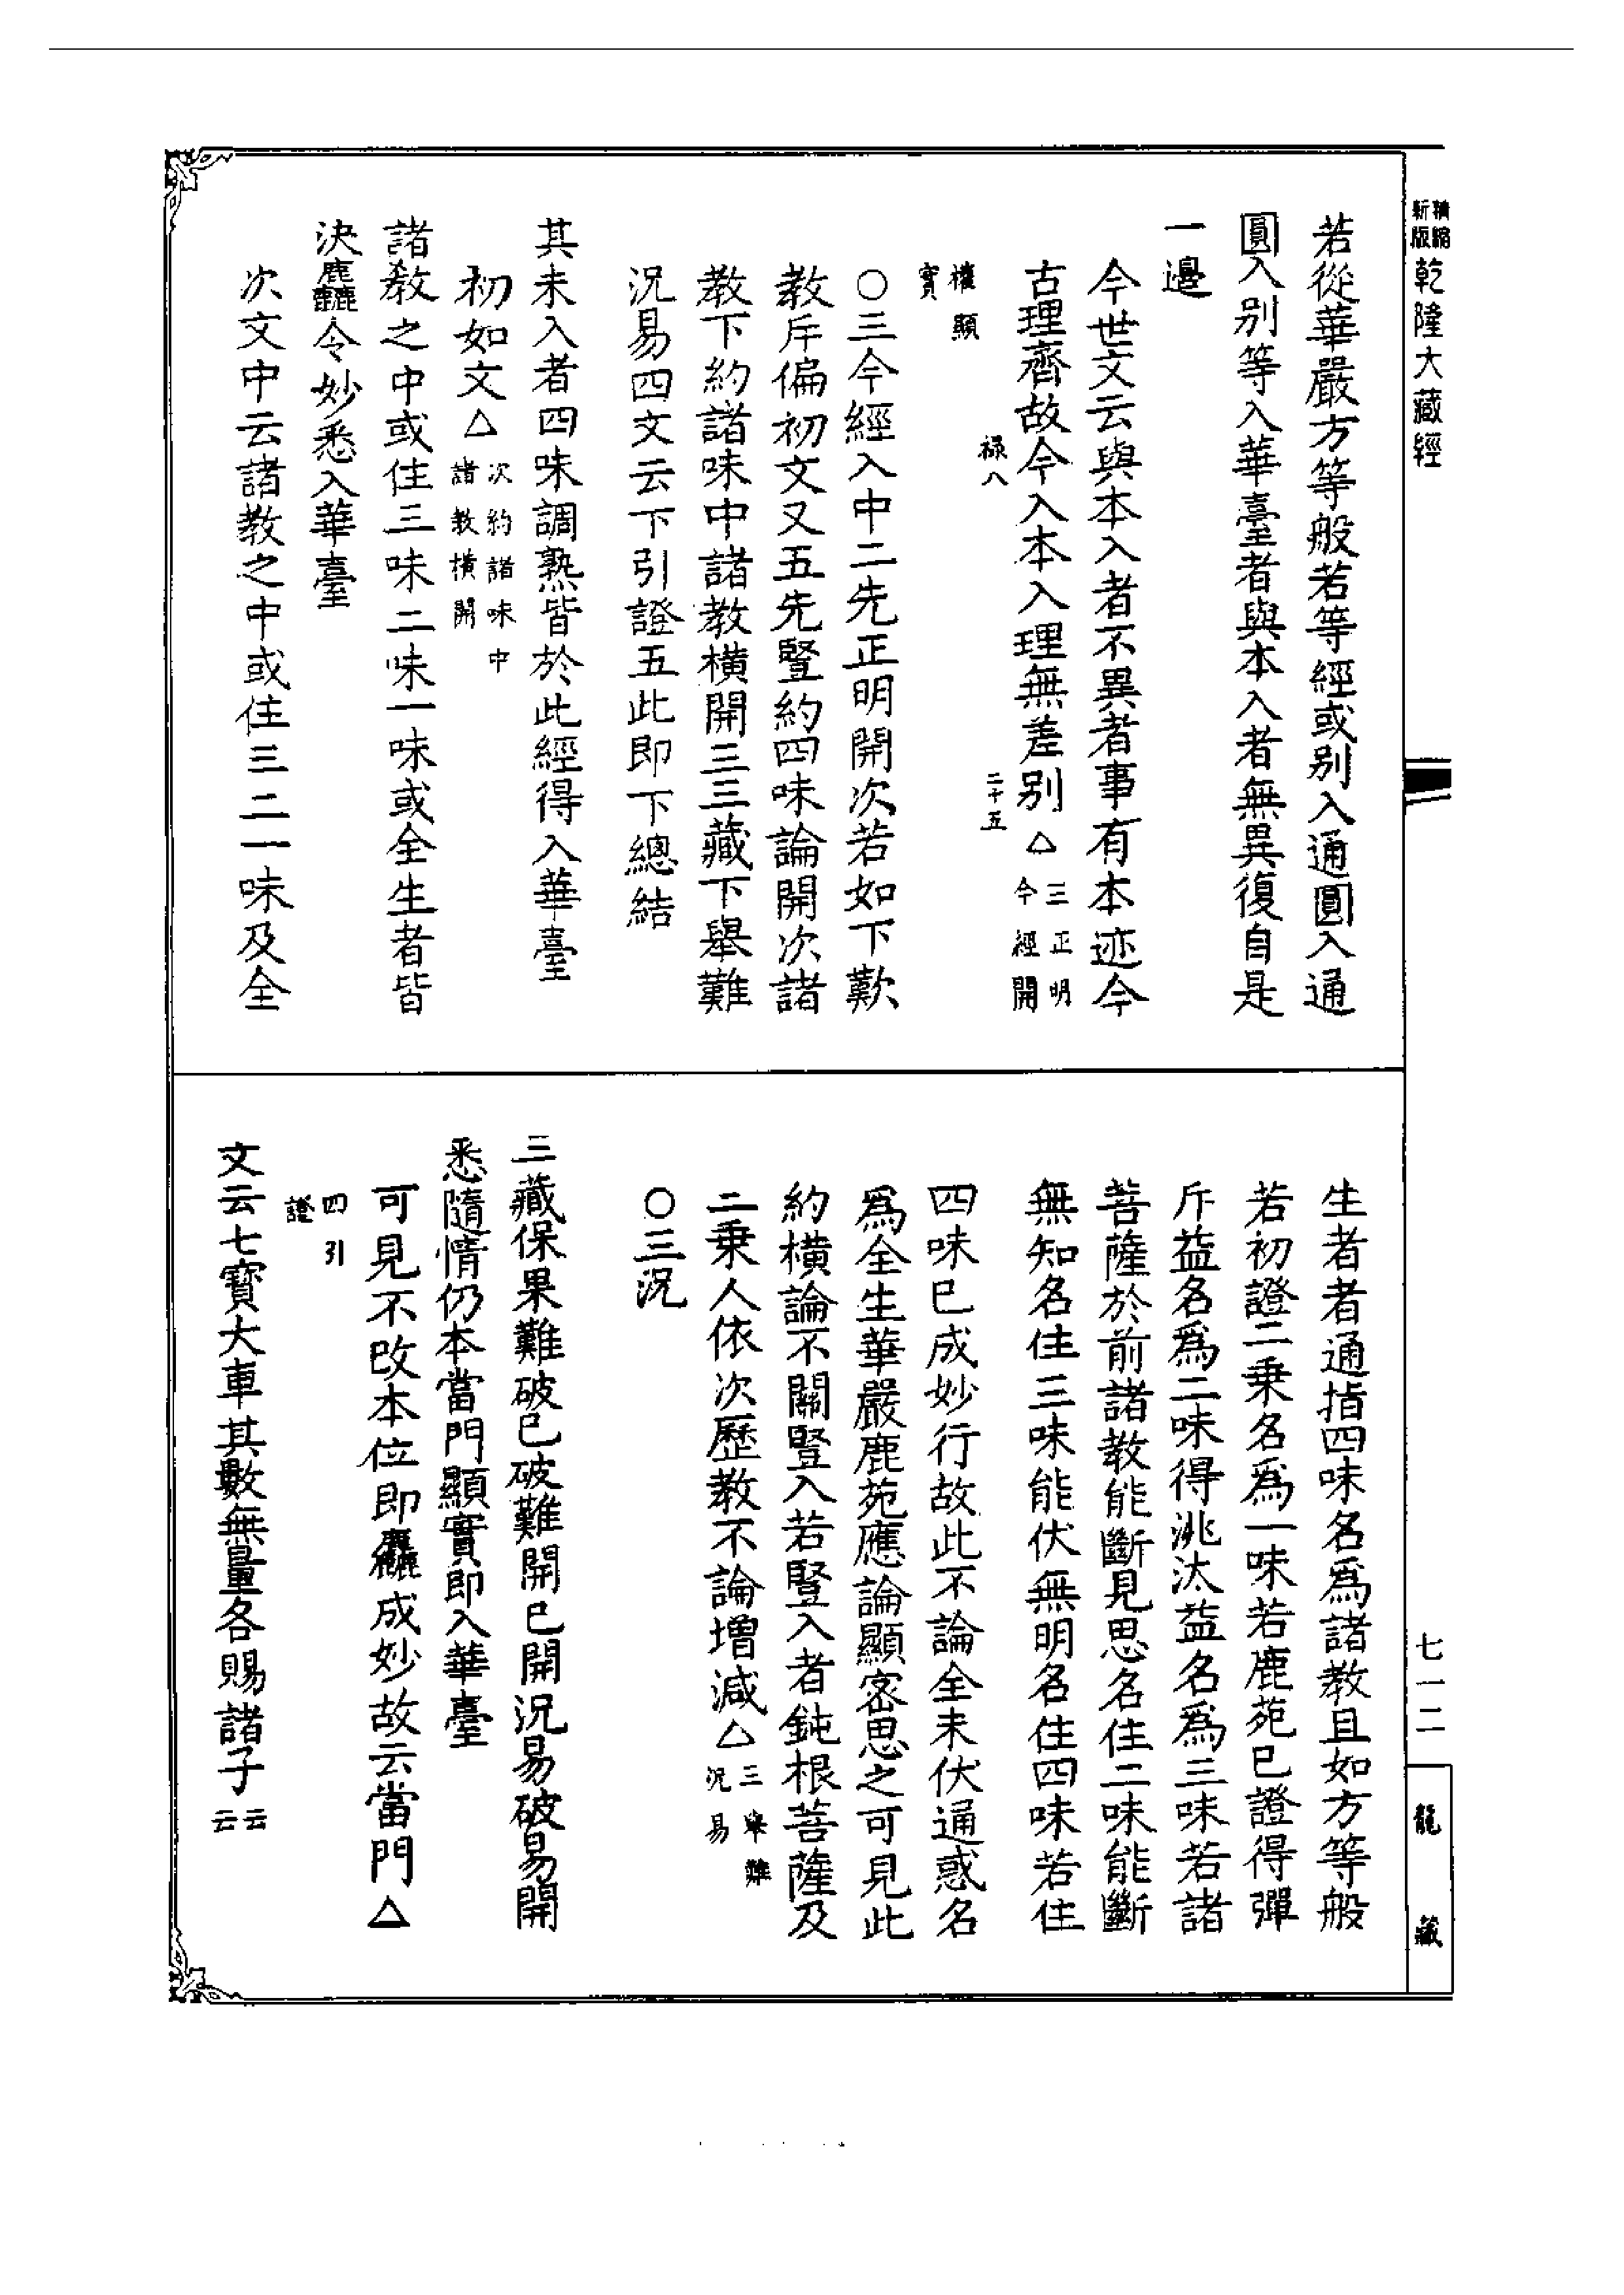 精縮
新版
乾隆大藏經
若從華嚴方等般若等經或别入通圓入通
圓入别等入華臺者與本入者無異復自是
一邊
今世文云與本入者不異者事有本迹今
古理齊故今入本入理無差别△三正明
今經開
祿八
二十五
權顯
實
○三今經入中二先正明開次若如下歎
教斥偏初文又五先豎約四味論開次諸
教下約諸味中諸教橫開三三藏下舉難
況易四文云下引證五此即下總結
其未入者四味調熟皆於此經得入華臺
初如文△次約諸味中
諸教橫開
諸教之中或住三味二味一味或全生者皆
決麤令妙悉入華臺
次文中云諸教之中或住三二一味及全
生者者通指四味名爲諸教且如方等般
若初證二乘名爲一味若鹿苑已證得彈
斥益名爲二味得洮汰益名爲三味若諸
菩薩於前諸教能斷見思名住二味能斷
無知名住三味能伏無明名住四味若住
四味已成妙行故此不論全未伏通惑名
爲全生華嚴鹿苑應論顯密思之可見此
約橫論不關豎入若豎入者鈍根菩薩及
二乘人依次歷教不論增減△三舉難
況易
○三況
三藏保果難破已破難開已開況易破易開
悉隨情仍本當門顯實即入華臺
可見不改本位即麤成妙故云當門△
四引
證
文云七寶大車其數無量各賜諸子云云
七一二
龍藏